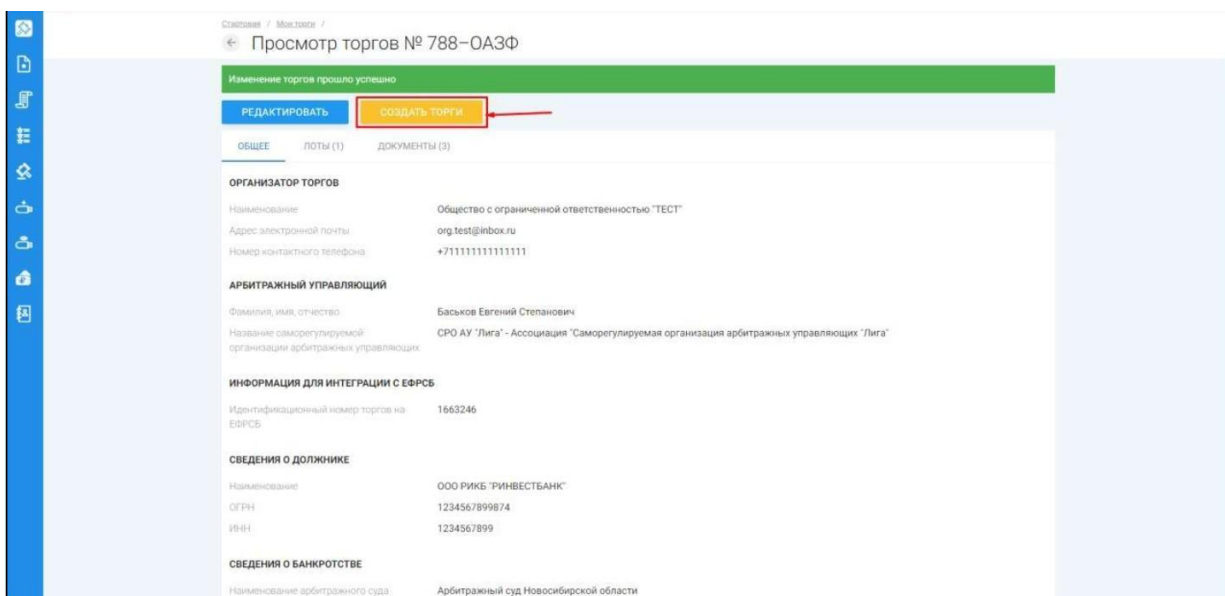 Стартовая / Мои торги /
← Просмотр торгов № 788-ОАЗФ
Изменение торгов прошло успешно
РЕДАКТИРОВАТЬ СОЗДАТЬ ТОРГИ
ОБЩЕЕ ЛОТЫ (1) ДОКУМЕНТЫ (3)
ОРГАНИЗАТОР ТОРГОВ
Наименование Общество с ограниченной ответственностью "ТЕСТ"
Адрес электронной почты org.test@inbox.ru
Номер контактного телефона +711111111111111
АРБИТРАЖНЫЙ УПРАВЛЯЮЩИЙ
Фамилия, имя, отчество Баськов Евгений Степанович
Название саморегулируемой СРО АУ "Лига" - Ассоциация "Саморегулируемая организация арбитражных управляющих "Лига"
организации арбитражных управляющих
ИНФОРМАЦИЯ ДЛЯ ИНТЕГРАЦИИ С ЕФРСБ
Идентификационный номер торгов на 1663246
ЕФРСБ
СВЕДЕНИЯ О ДОЛЖНИКЕ
Наименование ООО РИКБ "РИНВЕСТБАНК"
ОГРН 1234567899874
ИНН 1234567899
СВЕДЕНИЯ О БАНКРОТСТВЕ
Наименование арбитражного суда Арбитражный суд Новосибирской области